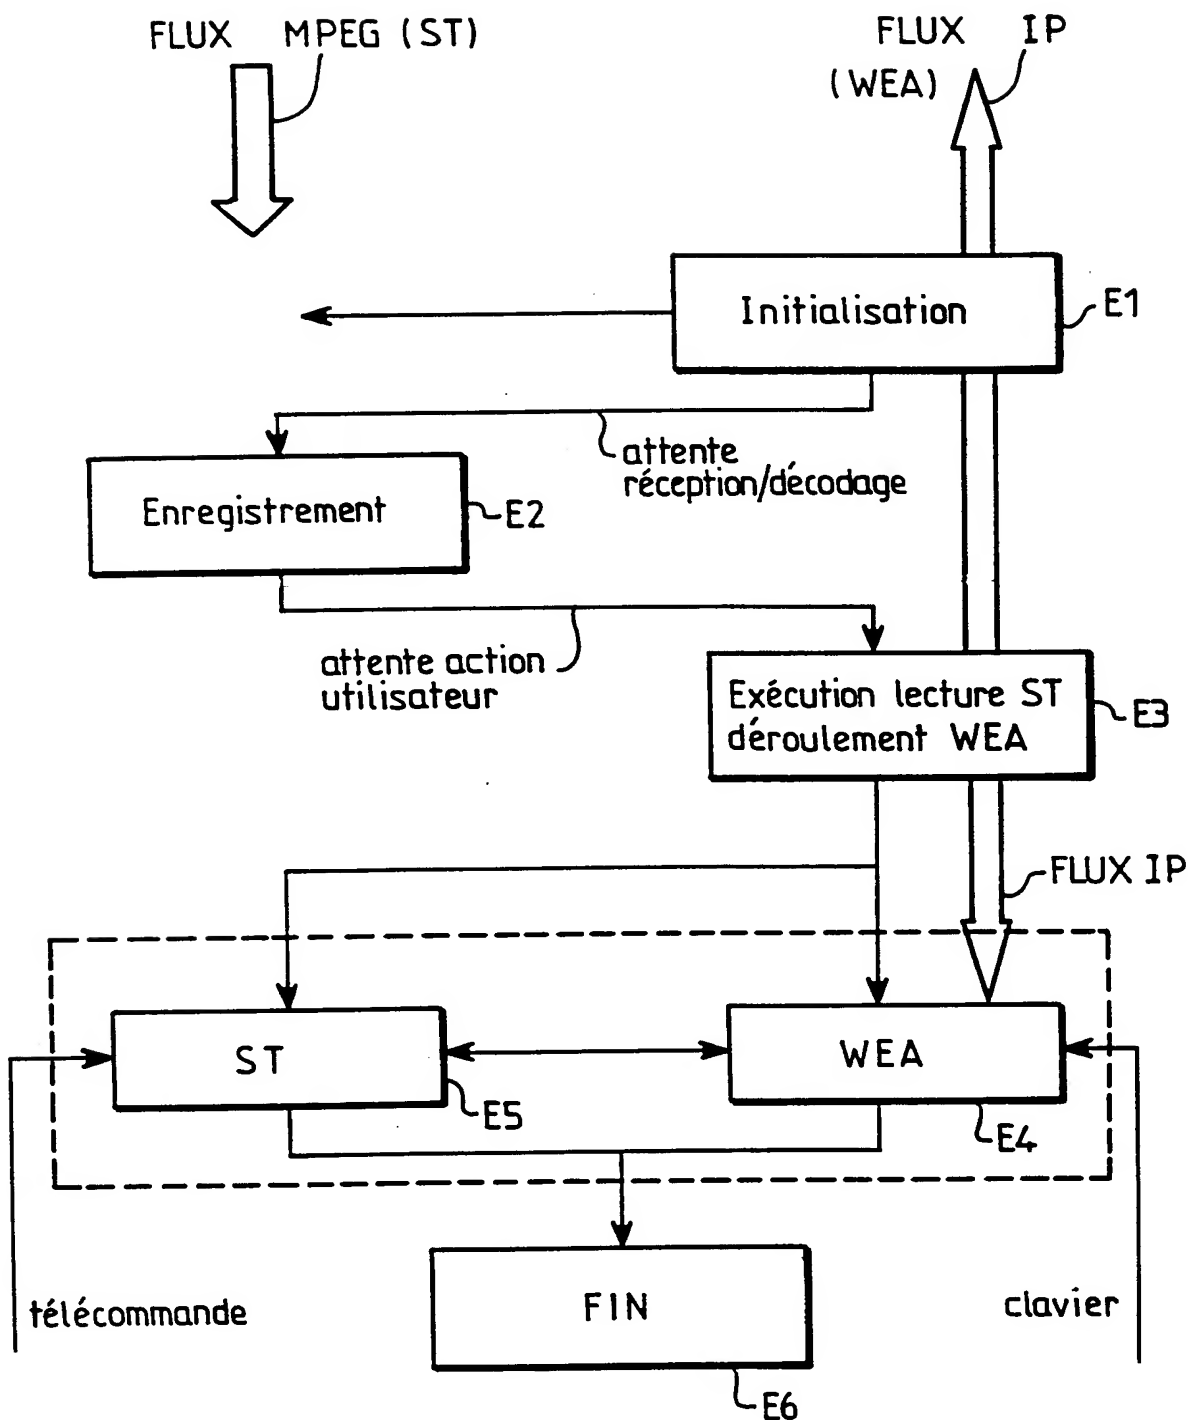 FLUX MPEG (ST)
FLUX IP
(WEA)
Initialisation
E1
attente
réception/décodage
Enregistrement
E2
attente action
utilisateur
Exécution lecture ST
déroulement WEA
E3
FLUX IP
ST
WEA
E5
E4
télécommande
FIN
clavier
E6